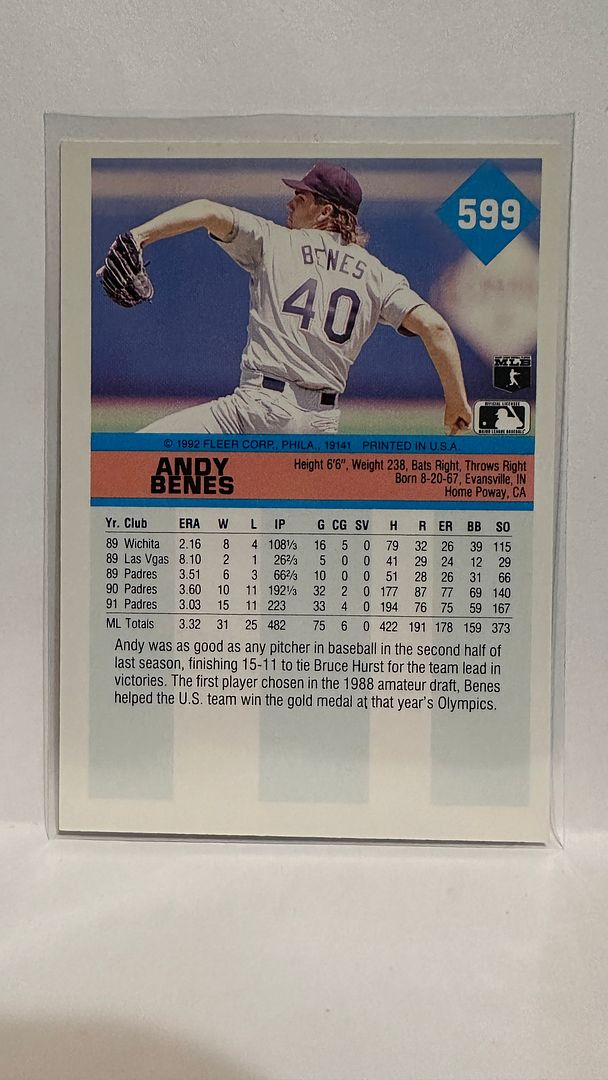 599
BENES
40
MLB
OFFICIAL LICENSEE
MAJOR LEAGUE BASEBALL
© 1992 FLEER CORP., PHILA., 19141 PRINTED IN U.S.A.
ANDY
BENES
Height 6'6", Weight 238, Bats Right, Throws Right
Born 8-20-67, Evansville, IN
Home Poway, CA
Yr. Club ERA W L IP G CG SV H R ER BB SO
89 Wichita 2.16 8 4 108⅓ 16 5 0 79 32 26 39 115
89 Las Vgas 8.10 2 1 26⅔ 5 0 0 41 29 24 12 29
89 Padres 3.51 6 3 66⅔ 10 0 0 51 28 26 31 66
90 Padres 3.60 10 11 192⅓ 32 2 0 177 87 77 69 140
91 Padres 3.03 15 11 223 33 4 0 194 76 75 59 167
ML Totals 3.32 31 25 482 75 6 0 422 191 178 159 373
Andy was as good as any pitcher in baseball in the second half of
last season, finishing 15-11 to tie Bruce Hurst for the team lead in
victories. The first player chosen in the 1988 amateur draft, Benes
helped the U.S. team win the gold medal at that year's Olympics.